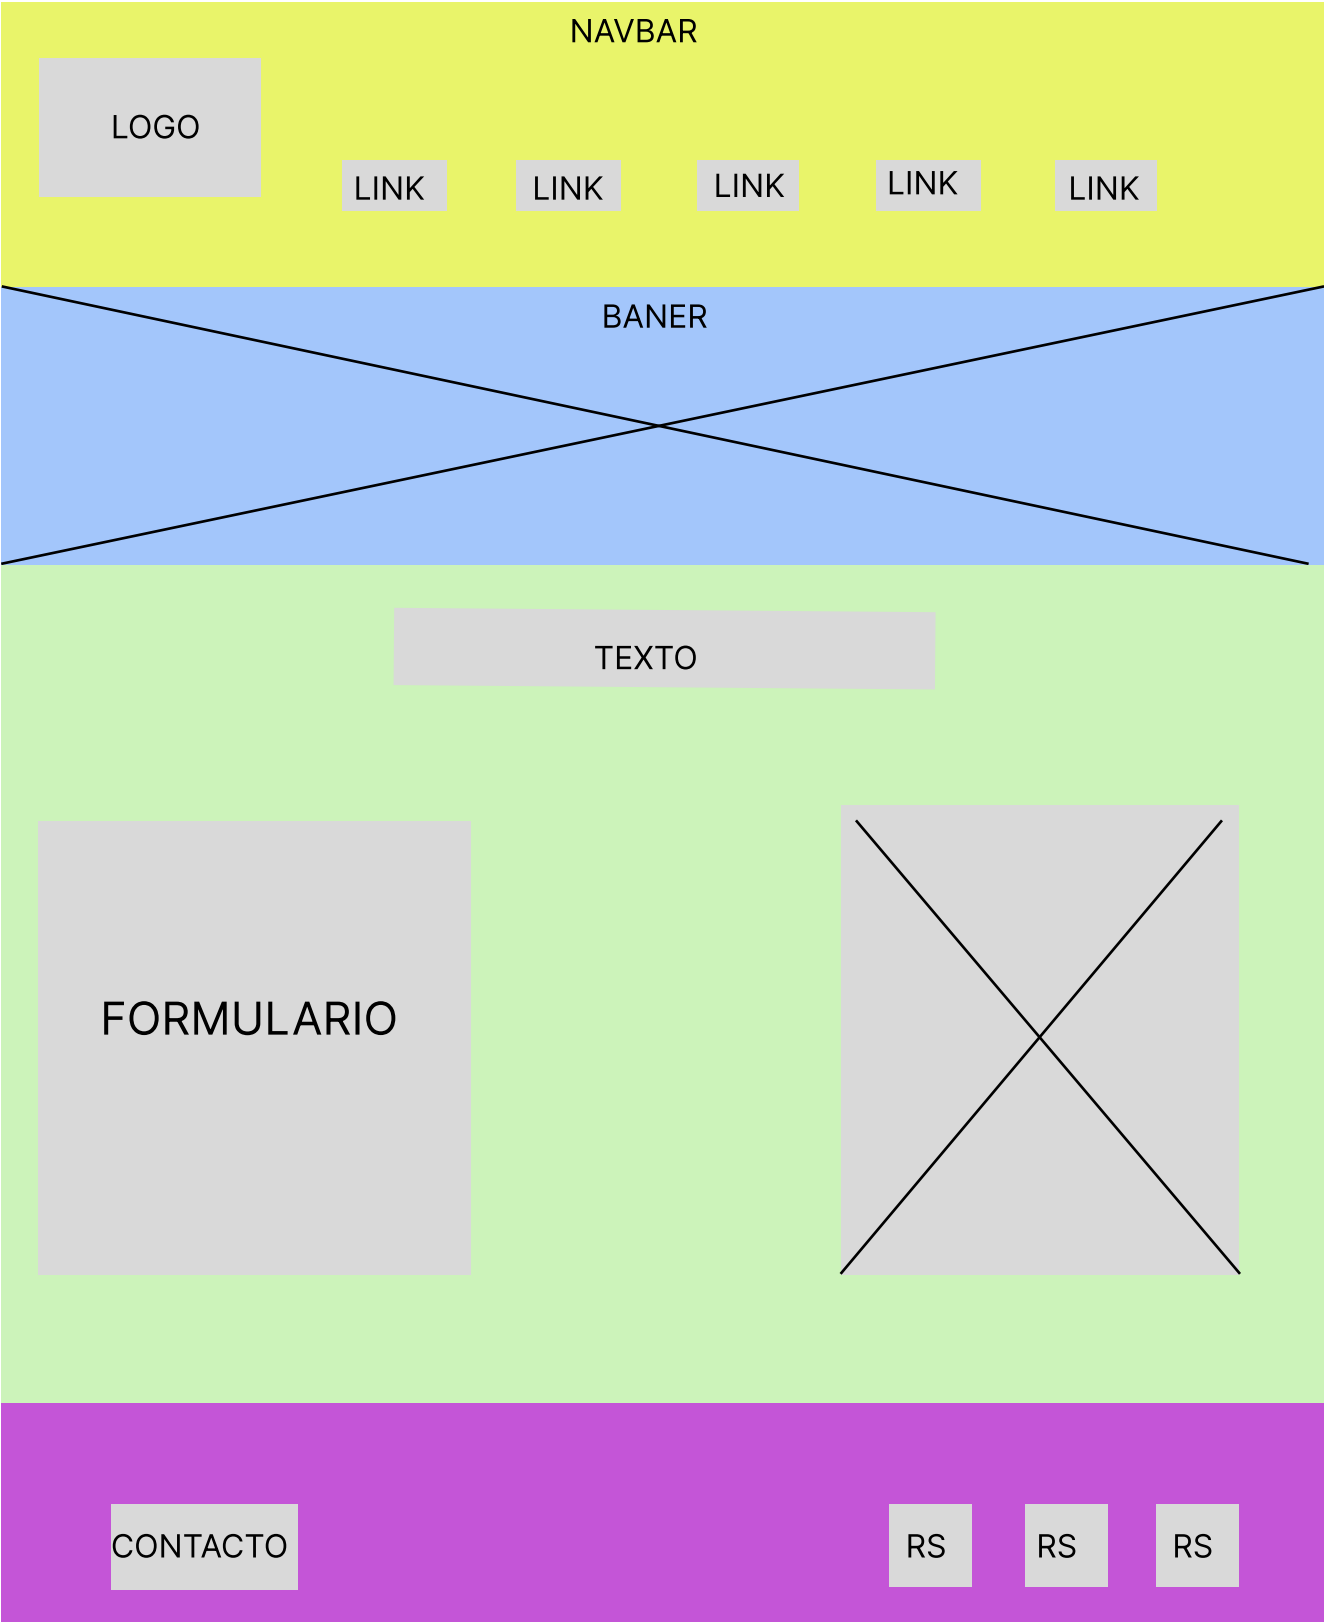 NAVBAR
LOGO
LINK LINK LINK LINK LINK
BANER
TEXTO
FORMULARIO
CONTACTO RS RS RS